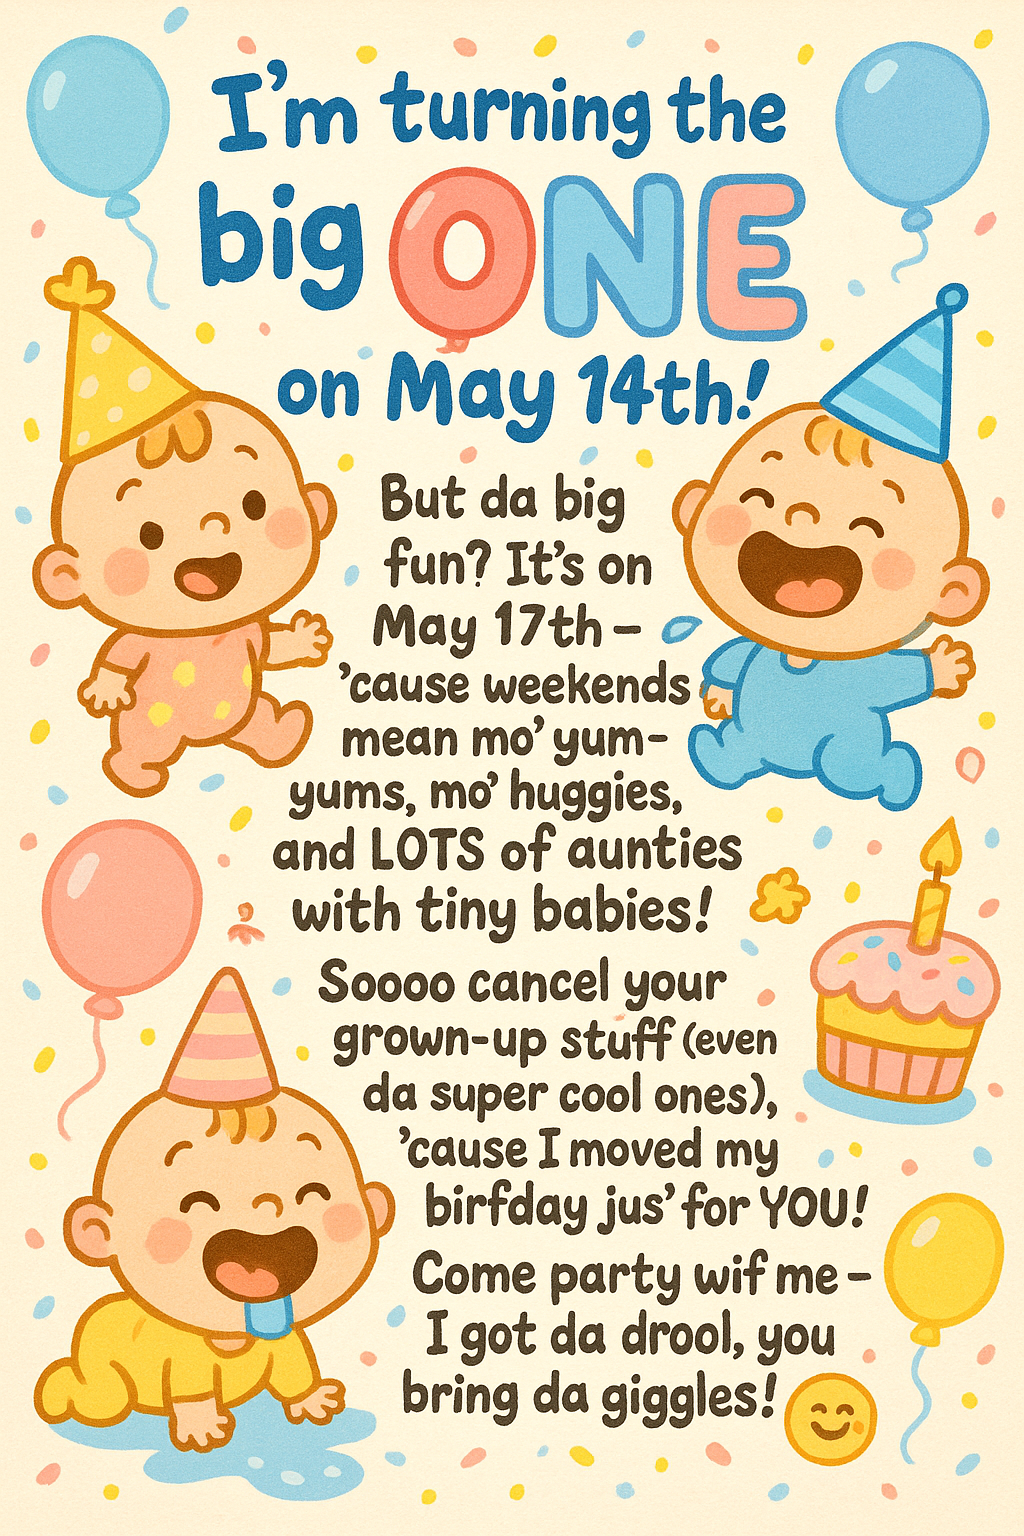 I'm turning the
big ONE
on May 14th!
But da big
fun? It's on
May 17th –
'cause weekends
mean mo' yum-
yums, mo' huggies,
and LOTS of aunties
with tiny babies!
Soooo cancel your
grown-up stuff (even
da super cool ones),
'cause I moved my
birfday jus' for YOU!
Come party wif me –
I got da drool, you
bring da giggles!